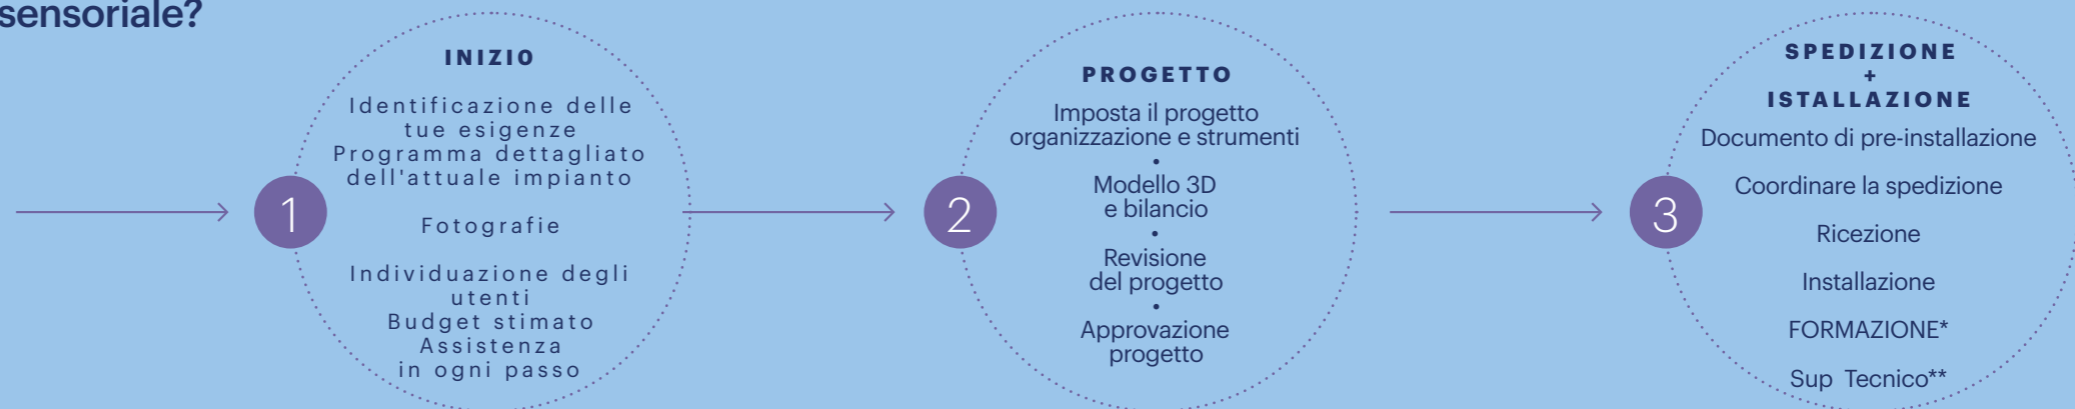 sensoriale?
1
INIZIO
Identificazione delle
tue esigenze
Programma dettagliato
dell'attuale impianto
Fotografie
Individuazione degli
utenti
Budget stimato
Assistenza
in ogni passo
2
PROGETTO
Imposta il progetto
organizzazione e strumenti
•
Modello 3D
e bilancio
•
Revisione
del progetto
•
Approvazione
progetto
3
SPEDIZIONE
+
ISTALLAZIONE
Documento di pre-installazione
Coordinare la spedizione
Ricezione
Installazione
FORMAZIONE*
Sup Tecnico**